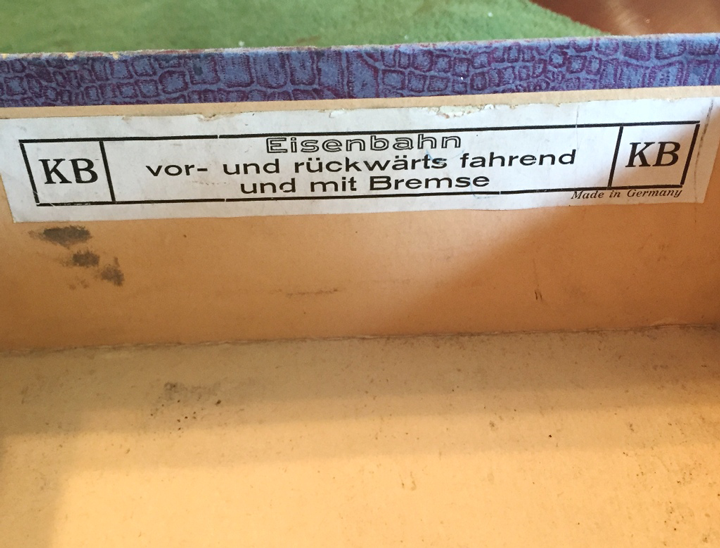 KB
Eisenbahn
vor- und rückwärts fahrend
und mit Bremse
KB
Made in Germany